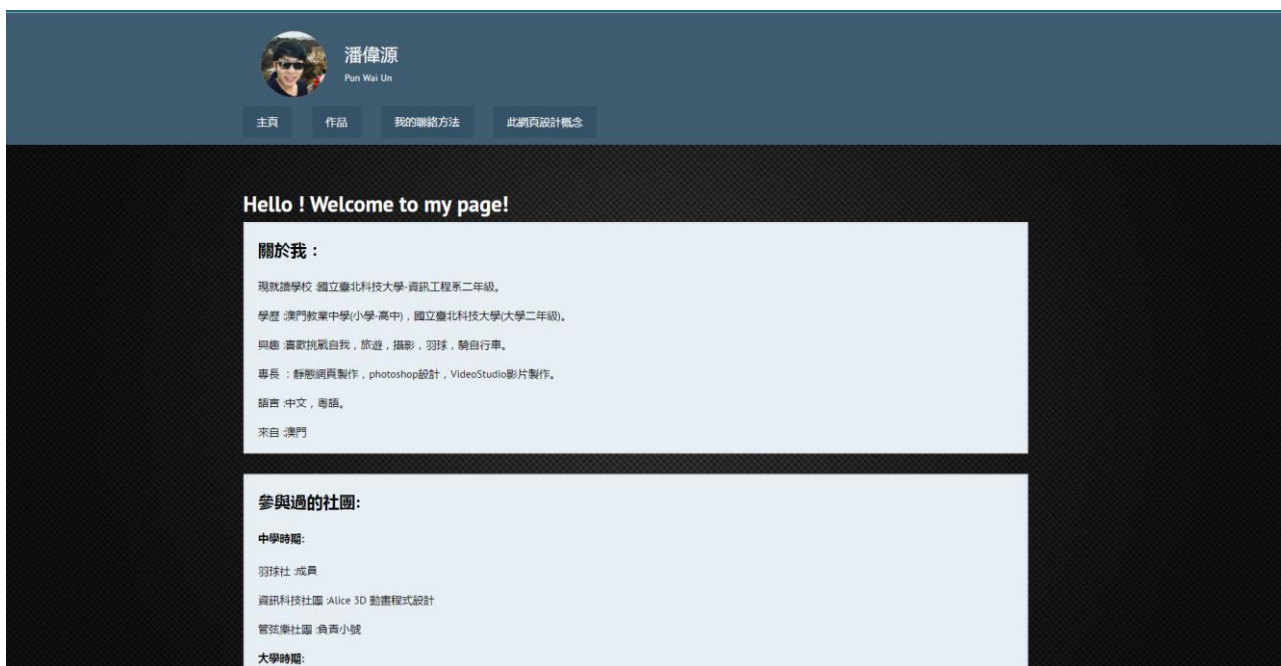 潘偉源
Pun Wai Un
主頁 作品 我的聯絡方法 此網頁設計概念
Hello ! Welcome to my page!
關於我：
現就讀學校 :國立臺北科技大學-資訊工程系二年級。
學歷 :澳門教業中學(小學-高中)，國立臺北科技大學(大學二年級)。
興趣 :喜歡挑戰自我，旅遊，攝影，羽球，騎自行車。
專長 ：靜態網頁製作，photoshop設計，VideoStudio影片製作。
語言 :中文，粵語。
來自 :澳門
參與過的社團:
中學時期:
羽球社 :成員
資訊科技社團 :Alice 3D 動畫程式設計
管弦樂社團 :負責小號
大學時期: